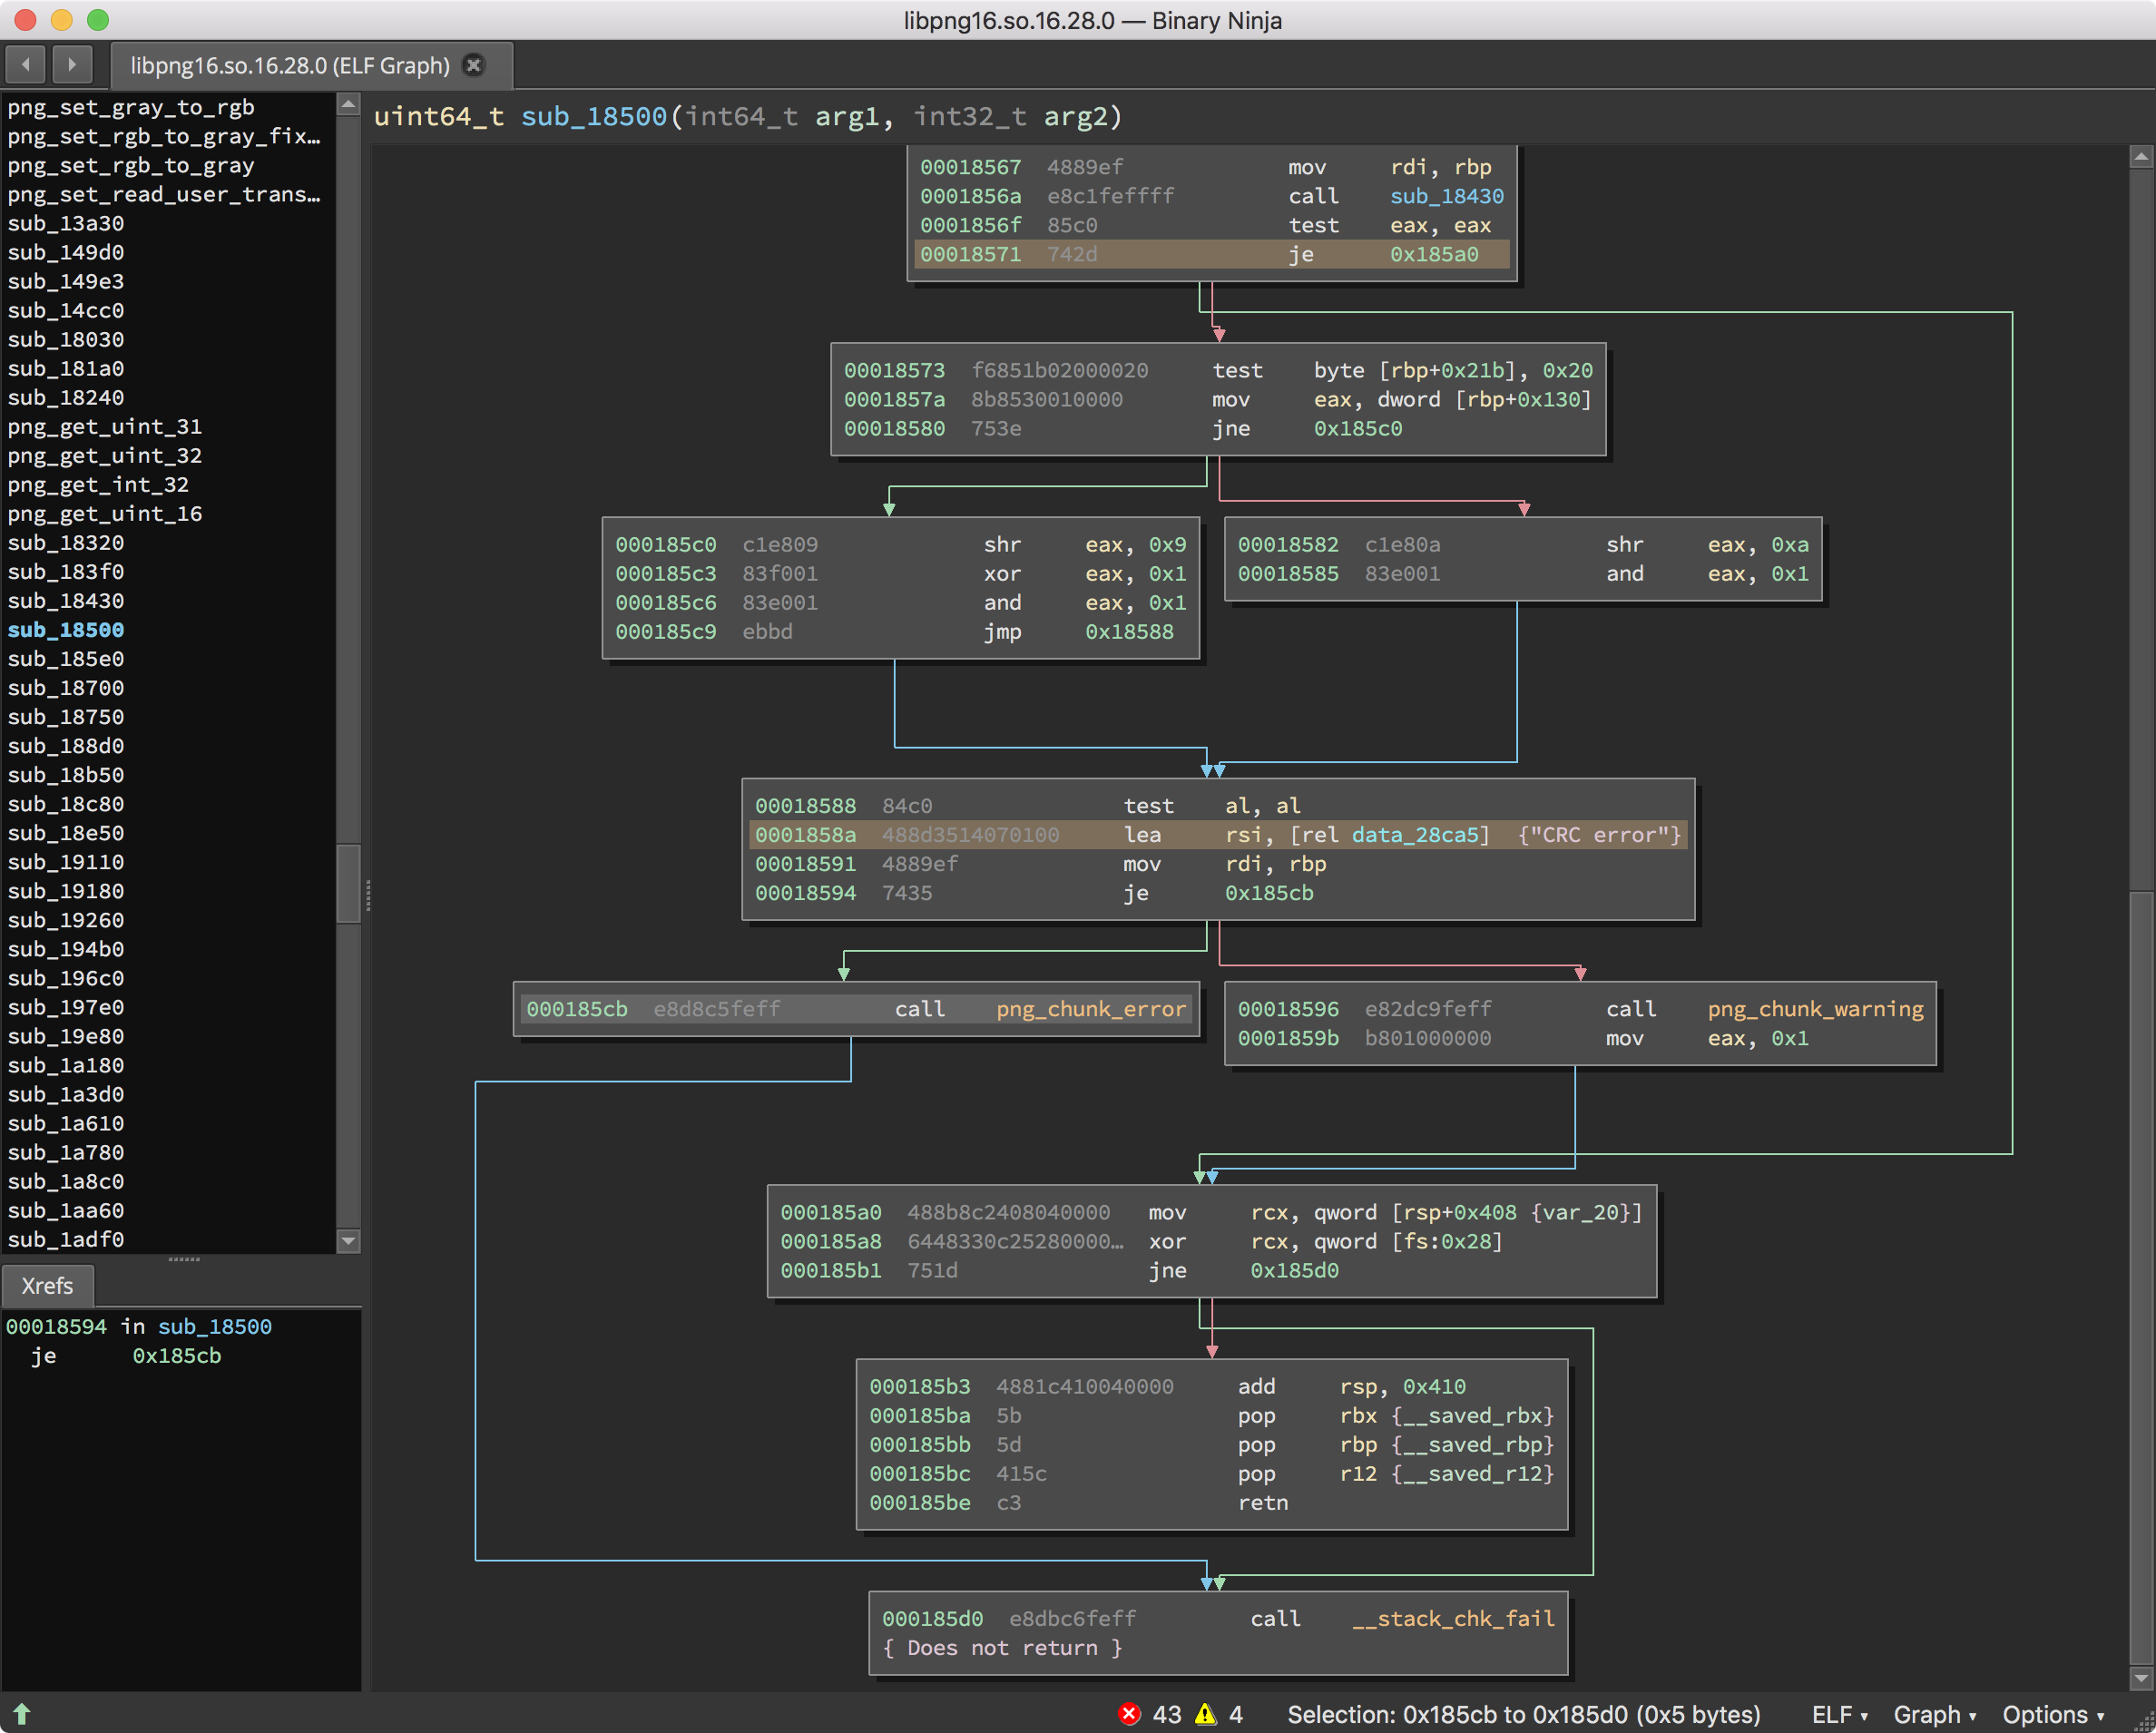 libpng16.so.16.28.0 — Binary Ninja
libpng16.so.16.28.0 (ELF Graph)
png_set_gray_to_rgb
png_set_rgb_to_gray_fix…
png_set_rgb_to_gray
png_set_read_user_trans…
sub_13a30
sub_149d0
sub_149e3
sub_14cc0
sub_18030
sub_181a0
sub_18240
png_get_uint_31
png_get_uint_32
png_get_int_32
png_get_uint_16
sub_18320
sub_183f0
sub_18430
sub_18500
sub_185e0
sub_18700
sub_18750
sub_188d0
sub_18b50
sub_18c80
sub_18e50
sub_19110
sub_19180
sub_19260
sub_194b0
sub_196c0
sub_197e0
sub_19e80
sub_1a180
sub_1a3d0
sub_1a610
sub_1a780
sub_1a8c0
sub_1aa60
sub_1adf0
Xrefs
00018594 in sub_18500
je 0x185cb
uint64_t sub_18500(int64_t arg1, int32_t arg2)
00018567 4889ef mov rdi, rbp
0001856a e8c1feffff call sub_18430
0001856f 85c0 test eax, eax
00018571 742d je 0x185a0
00018573 f6851b02000020 test byte [rbp+0x21b], 0x20
0001857a 8b8530010000 mov eax, dword [rbp+0x130]
00018580 753e jne 0x185c0
000185c0 c1e809 shr eax, 0x9
000185c3 83f001 xor eax, 0x1
000185c6 83e001 and eax, 0x1
000185c9 ebbd jmp 0x18588
00018582 c1e80a shr eax, 0xa
00018585 83e001 and eax, 0x1
00018588 84c0 test al, al
0001858a 488d3514070100 lea rsi, [rel data_28ca5] {"CRC error"}
00018591 4889ef mov rdi, rbp
00018594 7435 je 0x185cb
000185cb e8d8c5feff call png_chunk_error
00018596 e82dc9feff call png_chunk_warning
0001859b b801000000 mov eax, 0x1
000185a0 488b8c2408040000 mov rcx, qword [rsp+0x408 {var_20}]
000185a8 6448330c25280000… xor rcx, qword [fs:0x28]
000185b1 751d jne 0x185d0
000185b3 4881c410040000 add rsp, 0x410
000185ba 5b pop rbx {__saved_rbx}
000185bb 5d pop rbp {__saved_rbp}
000185bc 415c pop r12 {__saved_r12}
000185be c3 retn
000185d0 e8dbc6feff call __stack_chk_fail
{ Does not return }
43 4 Selection: 0x185cb to 0x185d0 (0x5 bytes) ELF Graph Options